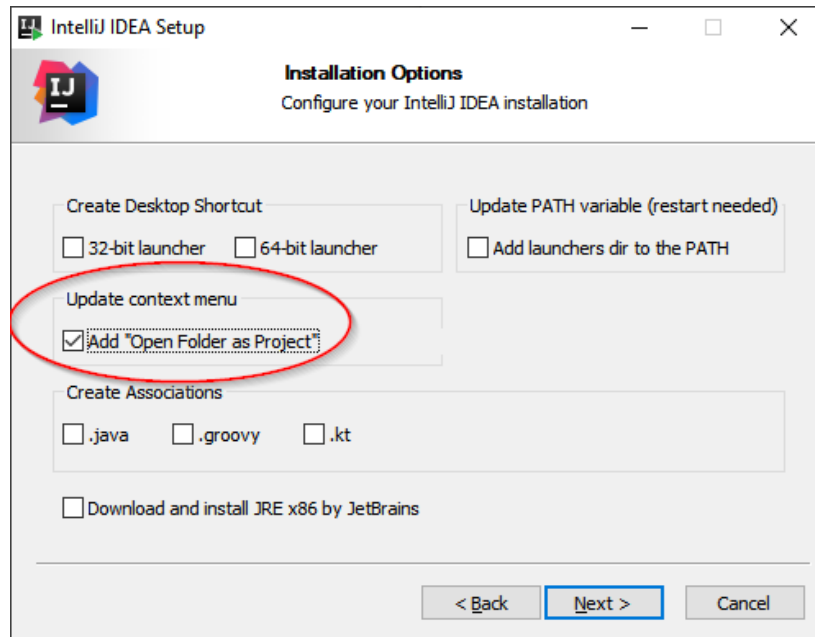 IntelliJ IDEA Setup
IJ
Installation Options
Configure your IntelliJ IDEA installation
Create Desktop Shortcut
32-bit launcher 64-bit launcher
Update PATH variable (restart needed)
Add launchers dir to the PATH
Update context menu
Add "Open Folder as Project"
Create Associations
.java .groovy .kt
Download and install JRE x86 by JetBrains
< Back Next > Cancel